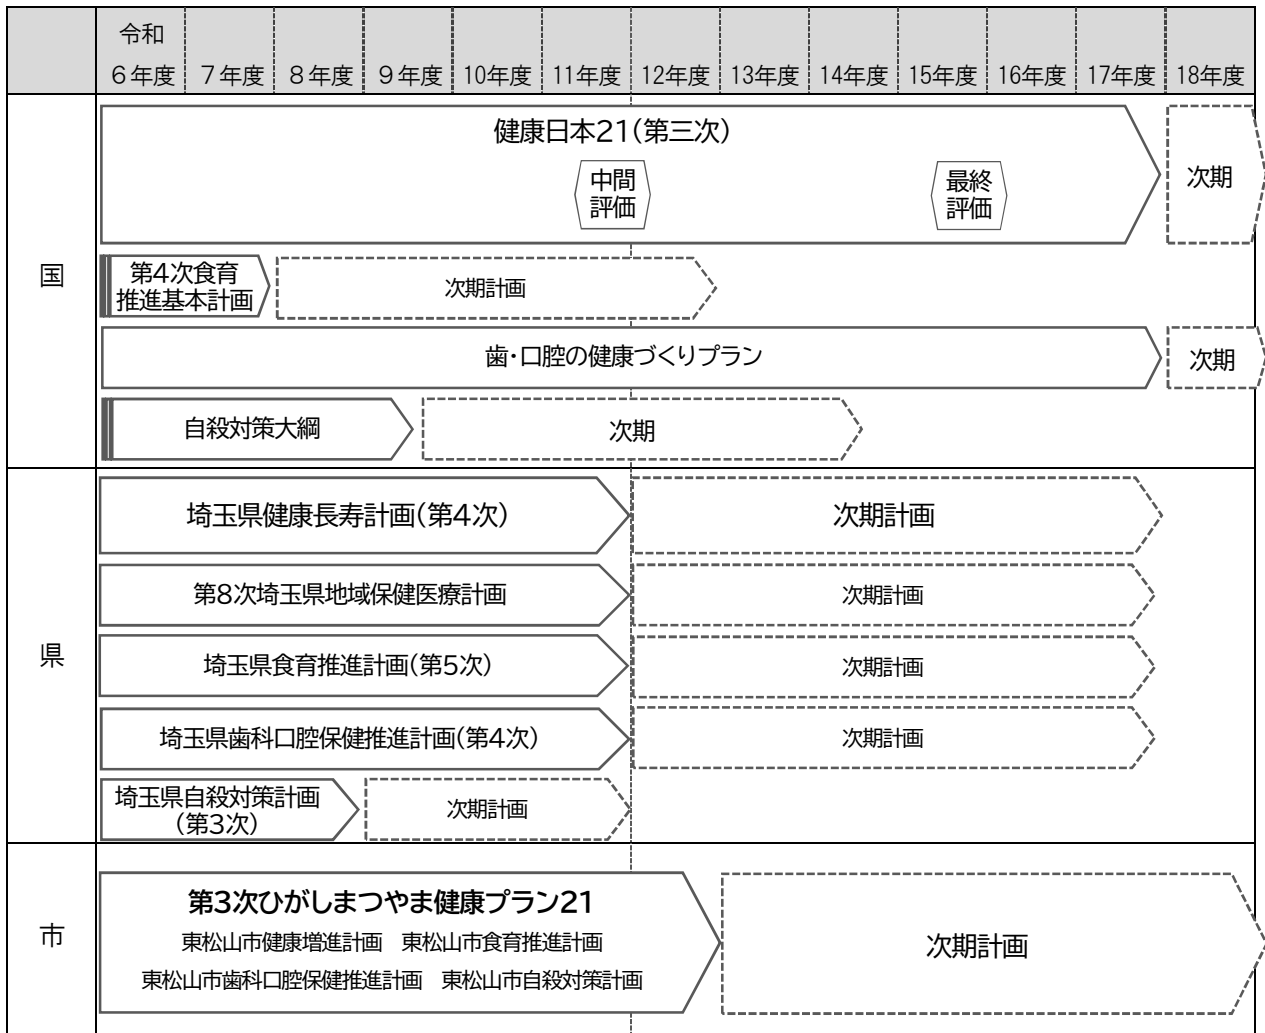 令和
６年度 ７年度 ８年度 ９年度 10年度 11年度 12年度 13年度 14年度 15年度 16年度 17年度 18年度
国
健康日本21（第三次）
中間
評価
最終
評価
次期
第4次食育
推進基本計画
次期計画
歯・口腔の健康づくりプラン
次期
自殺対策大綱
次期
県
埼玉県健康長寿計画（第4次）
次期計画
第8次埼玉県地域保健医療計画
次期計画
埼玉県食育推進計画（第5次）
次期計画
埼玉県歯科口腔保健推進計画（第4次）
次期計画
埼玉県自殺対策計画
（第3次）
次期計画
市
第3次ひがしまつやま健康プラン21
東松山市健康増進計画　東松山市食育推進計画
東松山市歯科口腔保健推進計画　東松山市自殺対策計画
次期計画